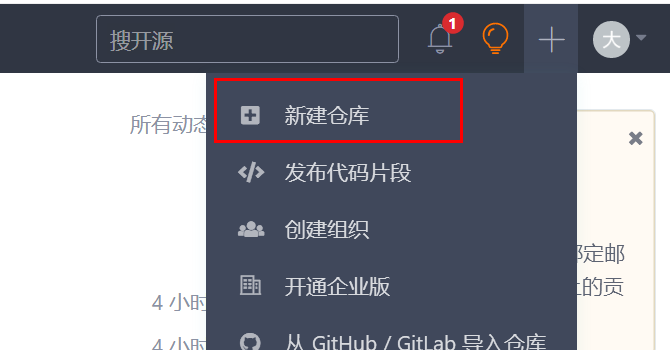 搜开源
1
大
新建仓库
所有动态
发布代码片段
创建组织
绑定邮
开通企业版
上的贡
4 小时
从 GitHub / GitLab 导入仓库
4 小时